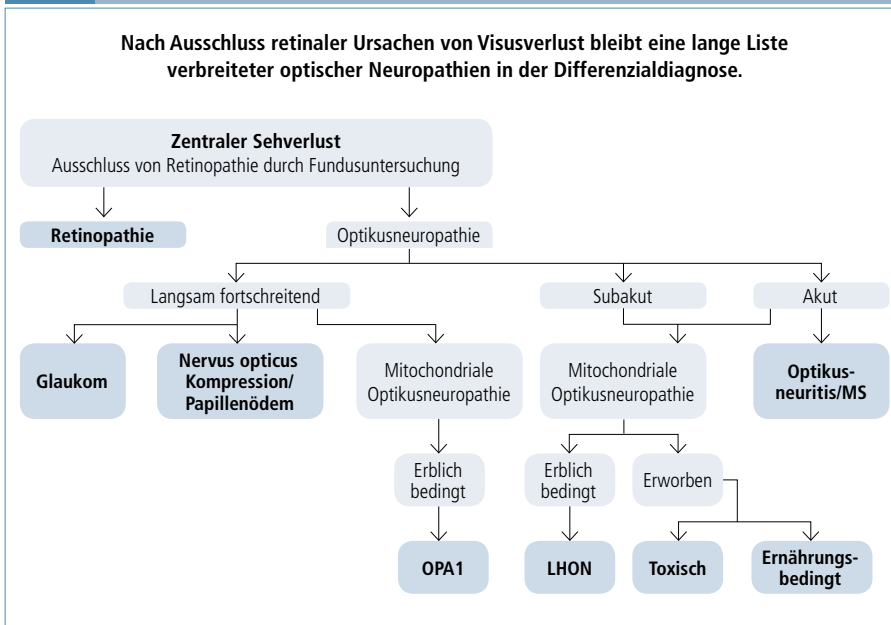 Nach Ausschluss retinaler Ursachen von Visusverlust bleibt eine lange Liste
verbreiteter optischer Neuropathien in der Differenzialdiagnose.
Zentraler Sehverlust
Ausschluss von Retinopathie durch Fundusuntersuchung
Retinopathie
Optikusneuropathie
Langsam fortschreitend
Subakut
Akut
Glaukom
Nervus opticus
Kompression/
Papillenödem
Mitochondriale
Optikusneuropathie
Mitochondriale
Optikusneuropathie
Optikus-
neuritis/MS
Erblich
bedingt
Erblich
bedingt
Erworben
OPA1
LHON
Toxisch
Ernährungs-
bedingt